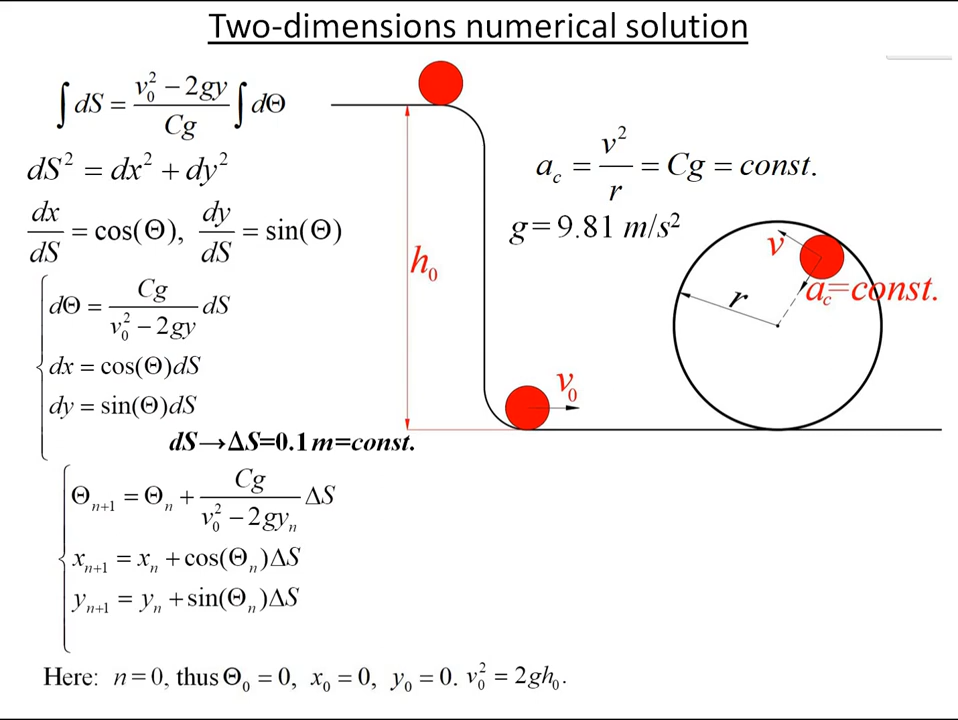 Two-dimensions numerical solution
∫dS = (v₀² − 2gy)/(Cg) ∫dΘ
dS² = dx² + dy²
dx/dS = cos(Θ), dy/dS = sin(Θ)
dΘ = Cg/(v₀² − 2gy) dS
dx = cos(Θ)dS
dy = sin(Θ)dS
dS→ΔS=0.1m=const.
Θₙ₊₁ = Θₙ + Cg/(v₀² − 2gyₙ) ΔS
xₙ₊₁ = xₙ + cos(Θₙ)ΔS
yₙ₊₁ = yₙ + sin(Θₙ)ΔS
Here: n=0, thus Θ₀ = 0, x₀ = 0, y₀ = 0. v₀² = 2gh₀.
h₀
v₀
a_c = v²/r = Cg = const.
g=9.81 m/s²
v
a_c=const.
r